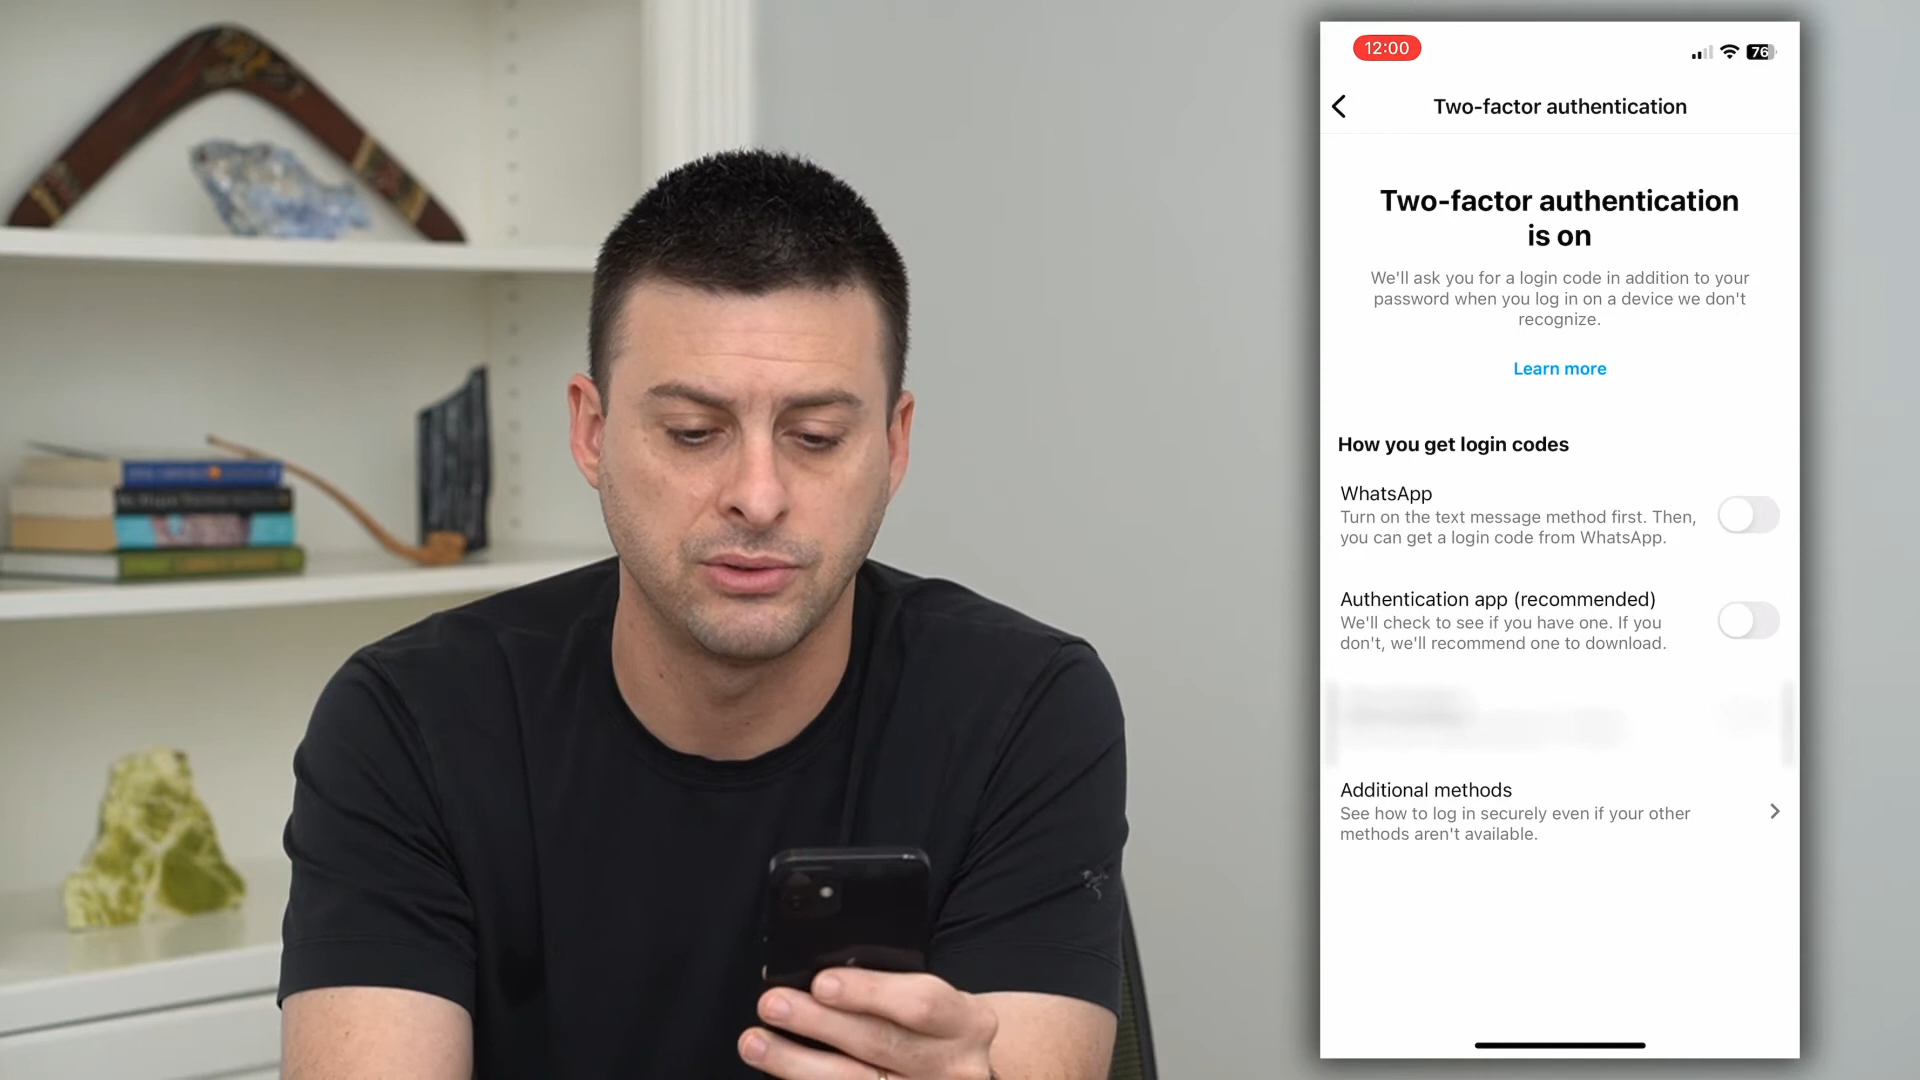 12:00
76
Two-factor authentication
Two-factor authentication
is on
We'll ask you for a login code in addition to your
password when you log in on a device we don't
recognize.
Learn more
How you get login codes
WhatsApp
Turn on the text message method first. Then,
you can get a login code from WhatsApp.
Authentication app (recommended)
We'll check to see if you have one. If you
don't, we'll recommend one to download.
Additional methods
See how to log in securely even if your other
methods aren't available.